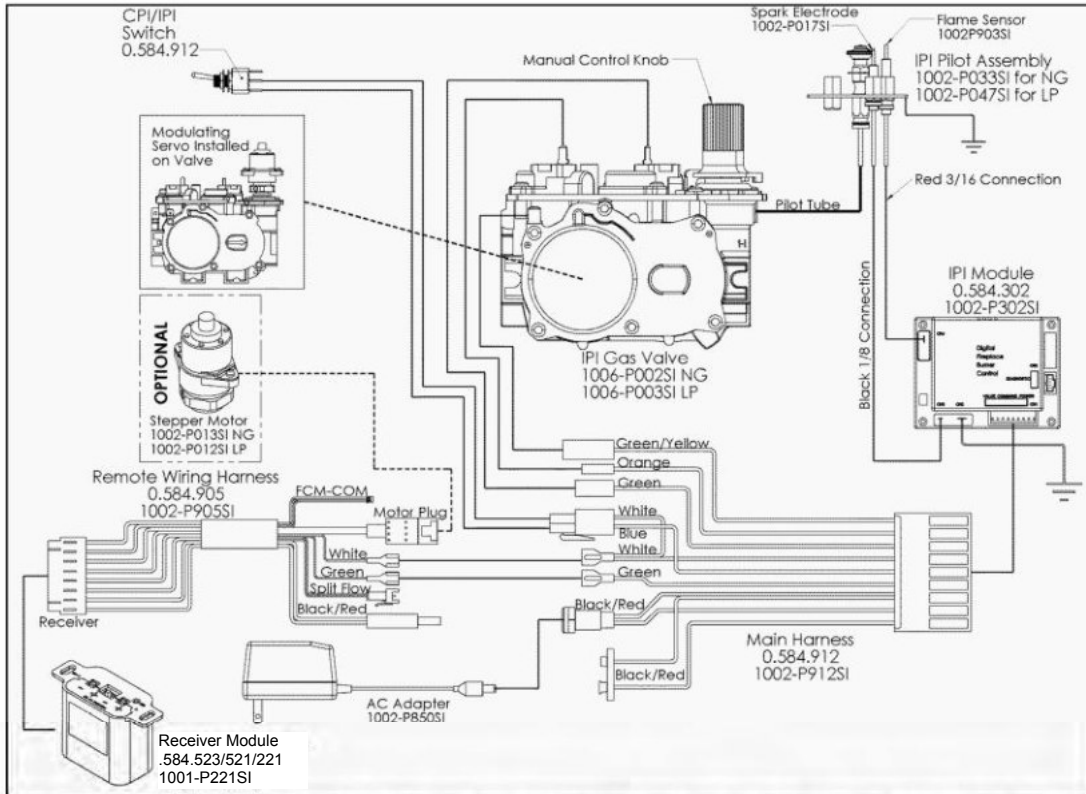 CPI/IPI
Switch
0.584.912
Spark Electrode
1002-P017SI
Flame Sensor
1002P903SI
IPI Pilot Assembly
1002-P033SI for NG
1002-P047SI for LP
Manual Control Knob
Modulating
Servo Installed
on Valve
Red 3/16 Connection
Pilot Tube
IPI Module
0.584.302
1002-P302SI
Digital
Fireplace
Burner
Control
Black 1/8 Connection
OPTIONAL
Stepper Motor
1002-P013SI NG
1002-P012SI LP
IPI Gas Valve
1006-P002SI NG
1006-P003SI LP
Green/Yellow
Orange
Green
White
Blue
White
Green
Black/Red
Black/Red
Remote Wiring Harness
0.584.905
1002-P905SI
FCM-COM
Motor Plug
White
Green
Split Flow
Black/Red
Receiver
Main Harness
0.584.912
1002-P912SI
AC Adapter
1002-P850SI
Receiver Module
.584.523/521/221
1001-P221SI